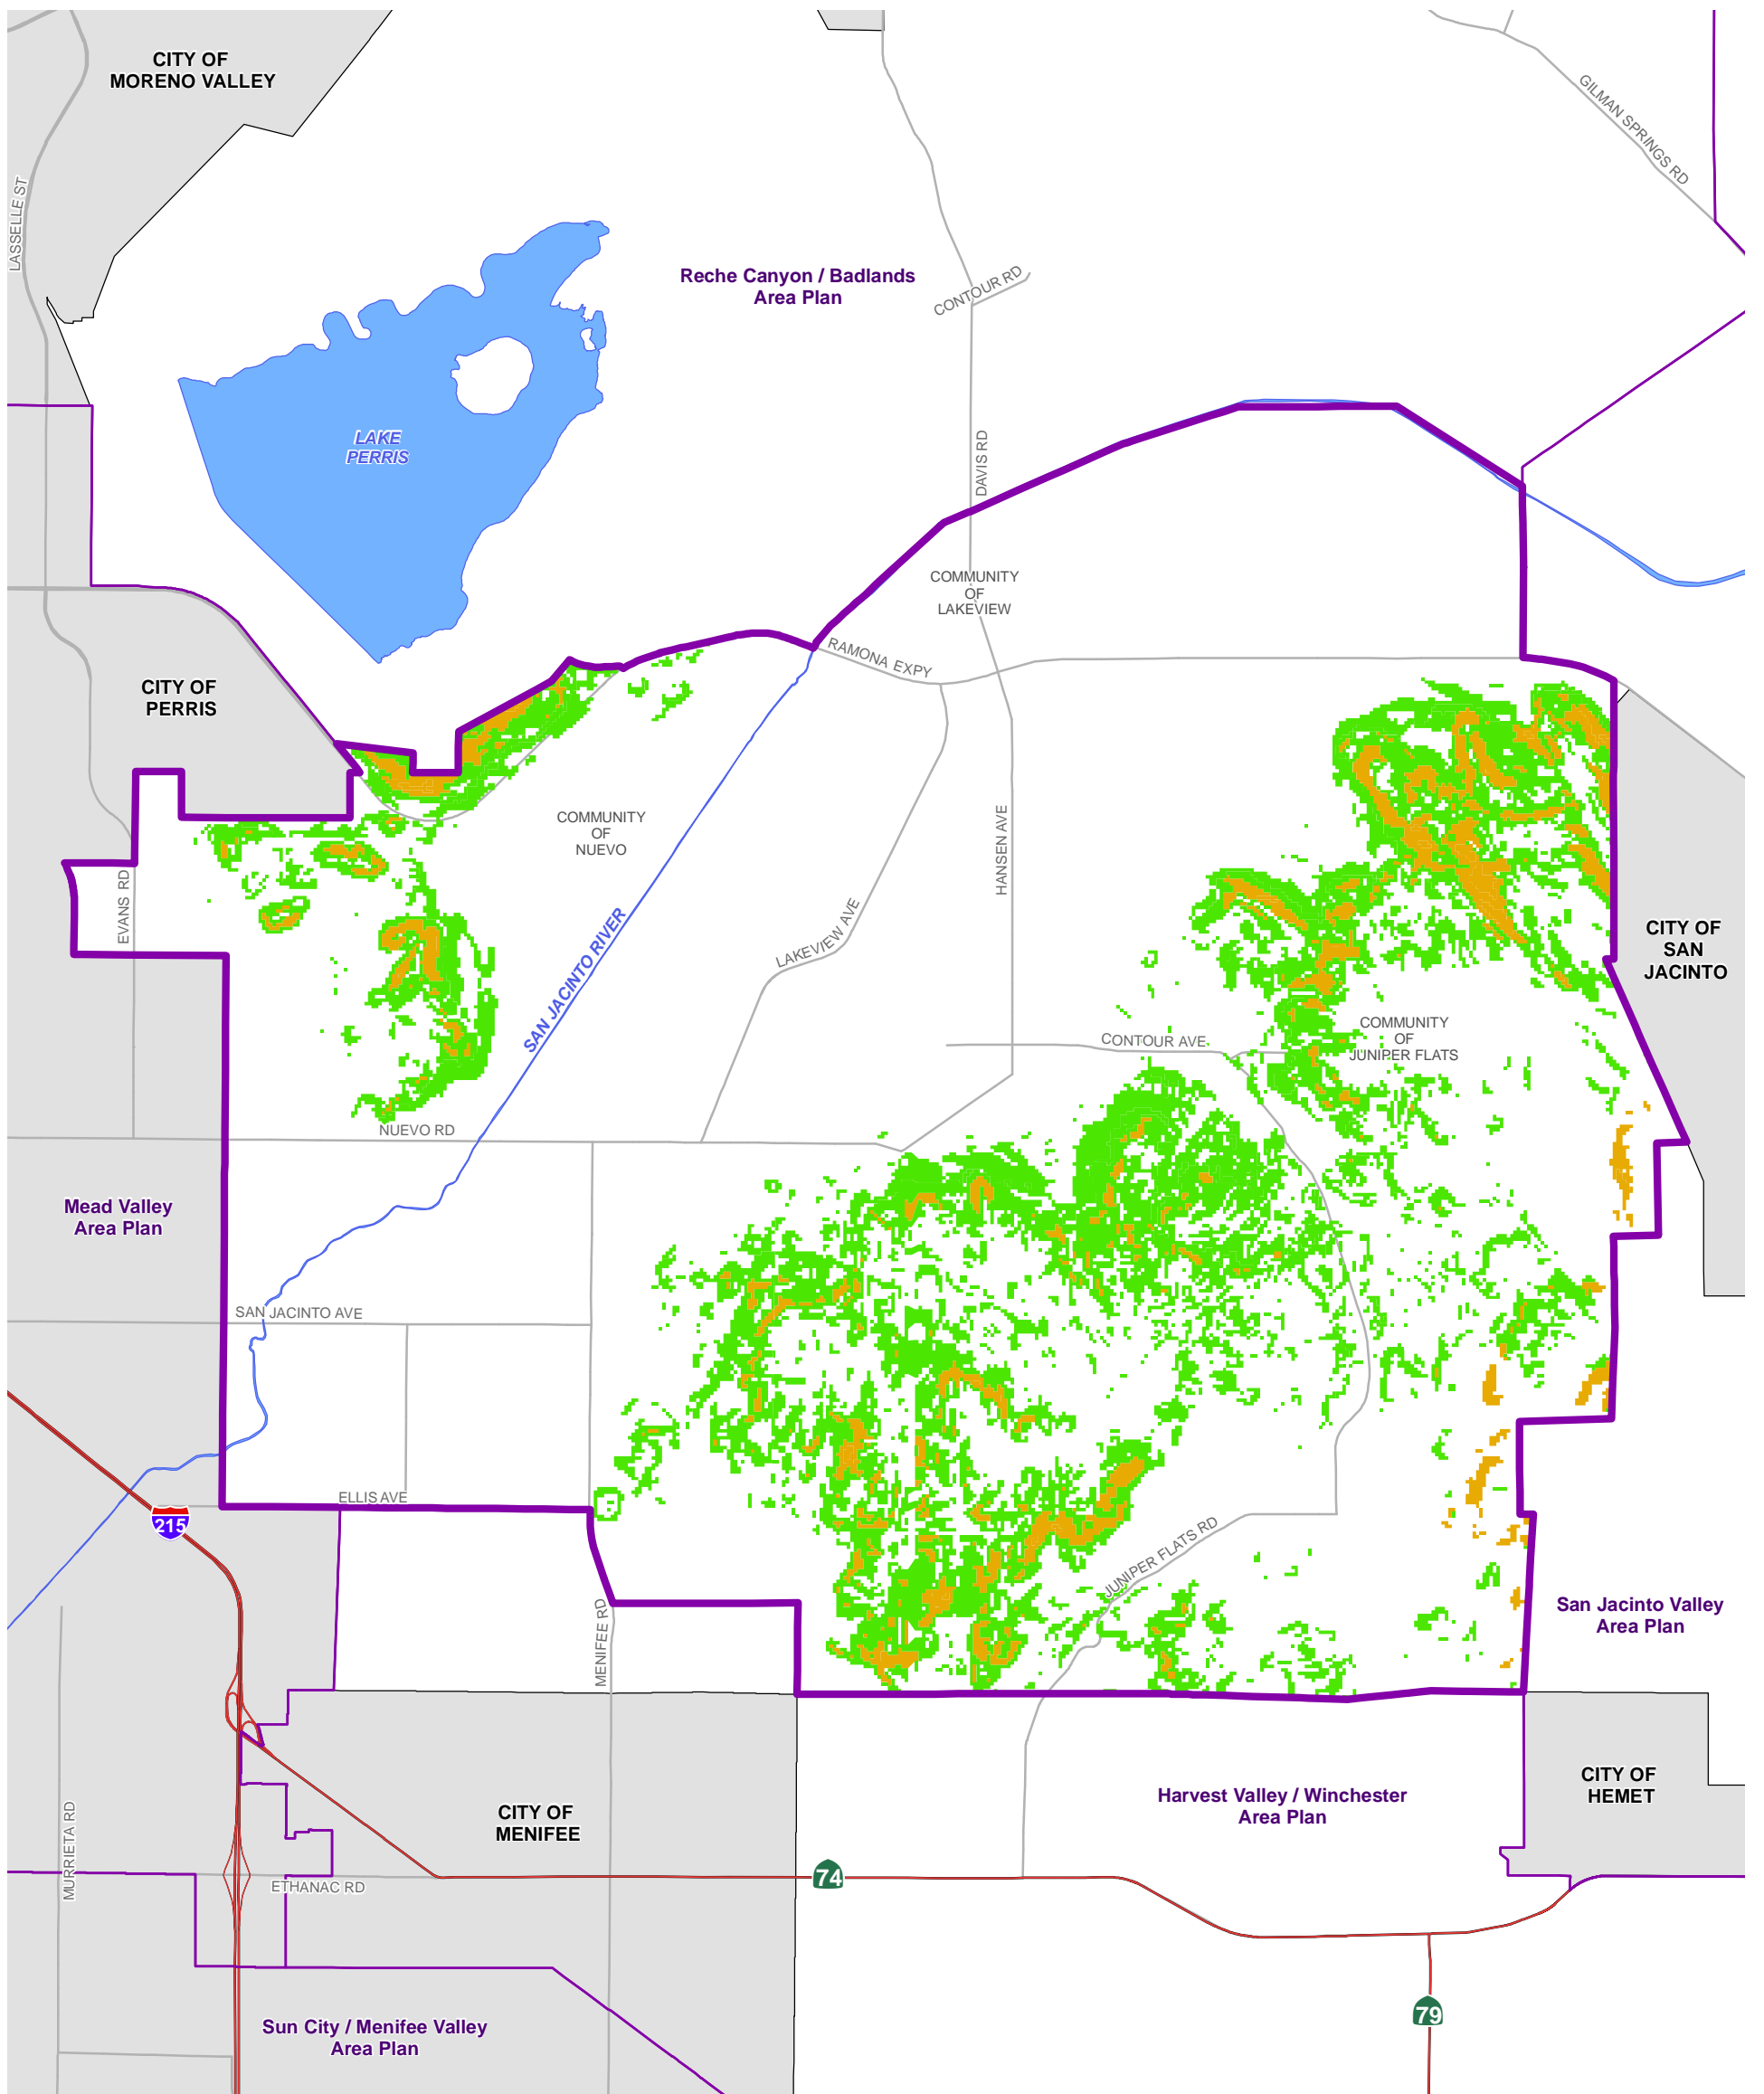 CITY OF
MORENO VALLEY
LASSELLE ST
GILMAN SPRINGS RD
Reche Canyon / Badlands
Area Plan
CONTOUR RD
LAKE
PERRIS
DAVIS RD
COMMUNITY
OF
LAKEVIEW
RAMONA EXPY
CITY OF
PERRIS
COMMUNITY
OF
NUEVO
HANSEN AVE
EVANS RD
LAKEVIEW AVE
SAN JACINTO RIVER
CITY OF
SAN
JACINTO
COMMUNITY
OF
JUNIPER FLATS
CONTOUR AVE
NUEVO RD
Mead Valley
Area Plan
SAN JACINTO AVE
ELLIS AVE
215
JUNIPER FLATS RD
MENIFEE RD
San Jacinto Valley
Area Plan
CITY OF
HEMET
Harvest Valley / Winchester
Area Plan
CITY OF
MENIFEE
MURRIETA RD
74
ETHANAC RD
79
Sun City / Menifee Valley
Area Plan